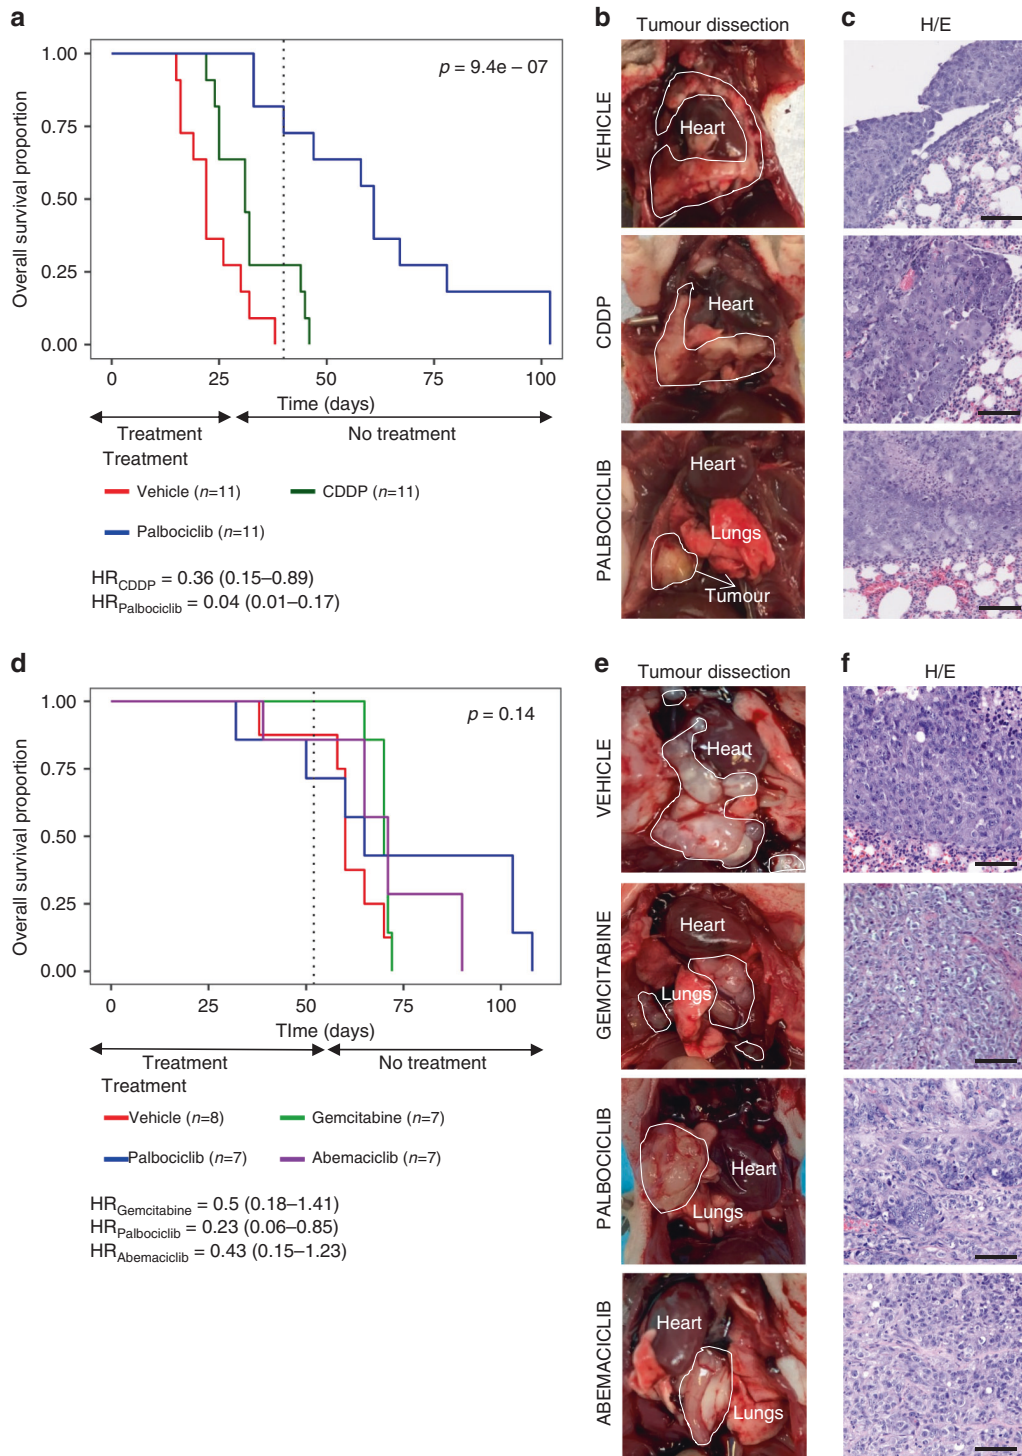 a
1.00
0.75
0.50
0.25
0.00
Overall survival proportion
p = 9.4e – 07
0 25 50 75 100
Time (days)
Treatment No treatment
Treatment
Vehicle (n=11) CDDP (n=11)
Palbociclib (n=11)
HRCDDP = 0.36 (0.15–0.89)
HRPalbociclib = 0.04 (0.01–0.17)
b
Tumour dissection
VEHICLE
Heart
CDDP
Heart
PALBOCICLIB
Heart
Lungs
Tumour
c
H/E
d
1.00
0.75
0.50
0.25
0.00
Overall survival proportion
p = 0.14
0 25 50 75 100
TIme (days)
Treatment No treatment
Treatment
Vehicle (n=8) Gemcitabine (n=7)
Palbociclib (n=7) Abemaciclib (n=7)
HRGemcitabine = 0.5 (0.18–1.41)
HRPalbociclib = 0.23 (0.06–0.85)
HRAbemaciclib = 0.43 (0.15–1.23)
e
Tumour dissection
VEHICLE
Heart
GEMCITABINE
Heart
Lungs
PALBOCICLIB
Heart
Lungs
ABEMACICLIB
Heart
Lungs
f
H/E